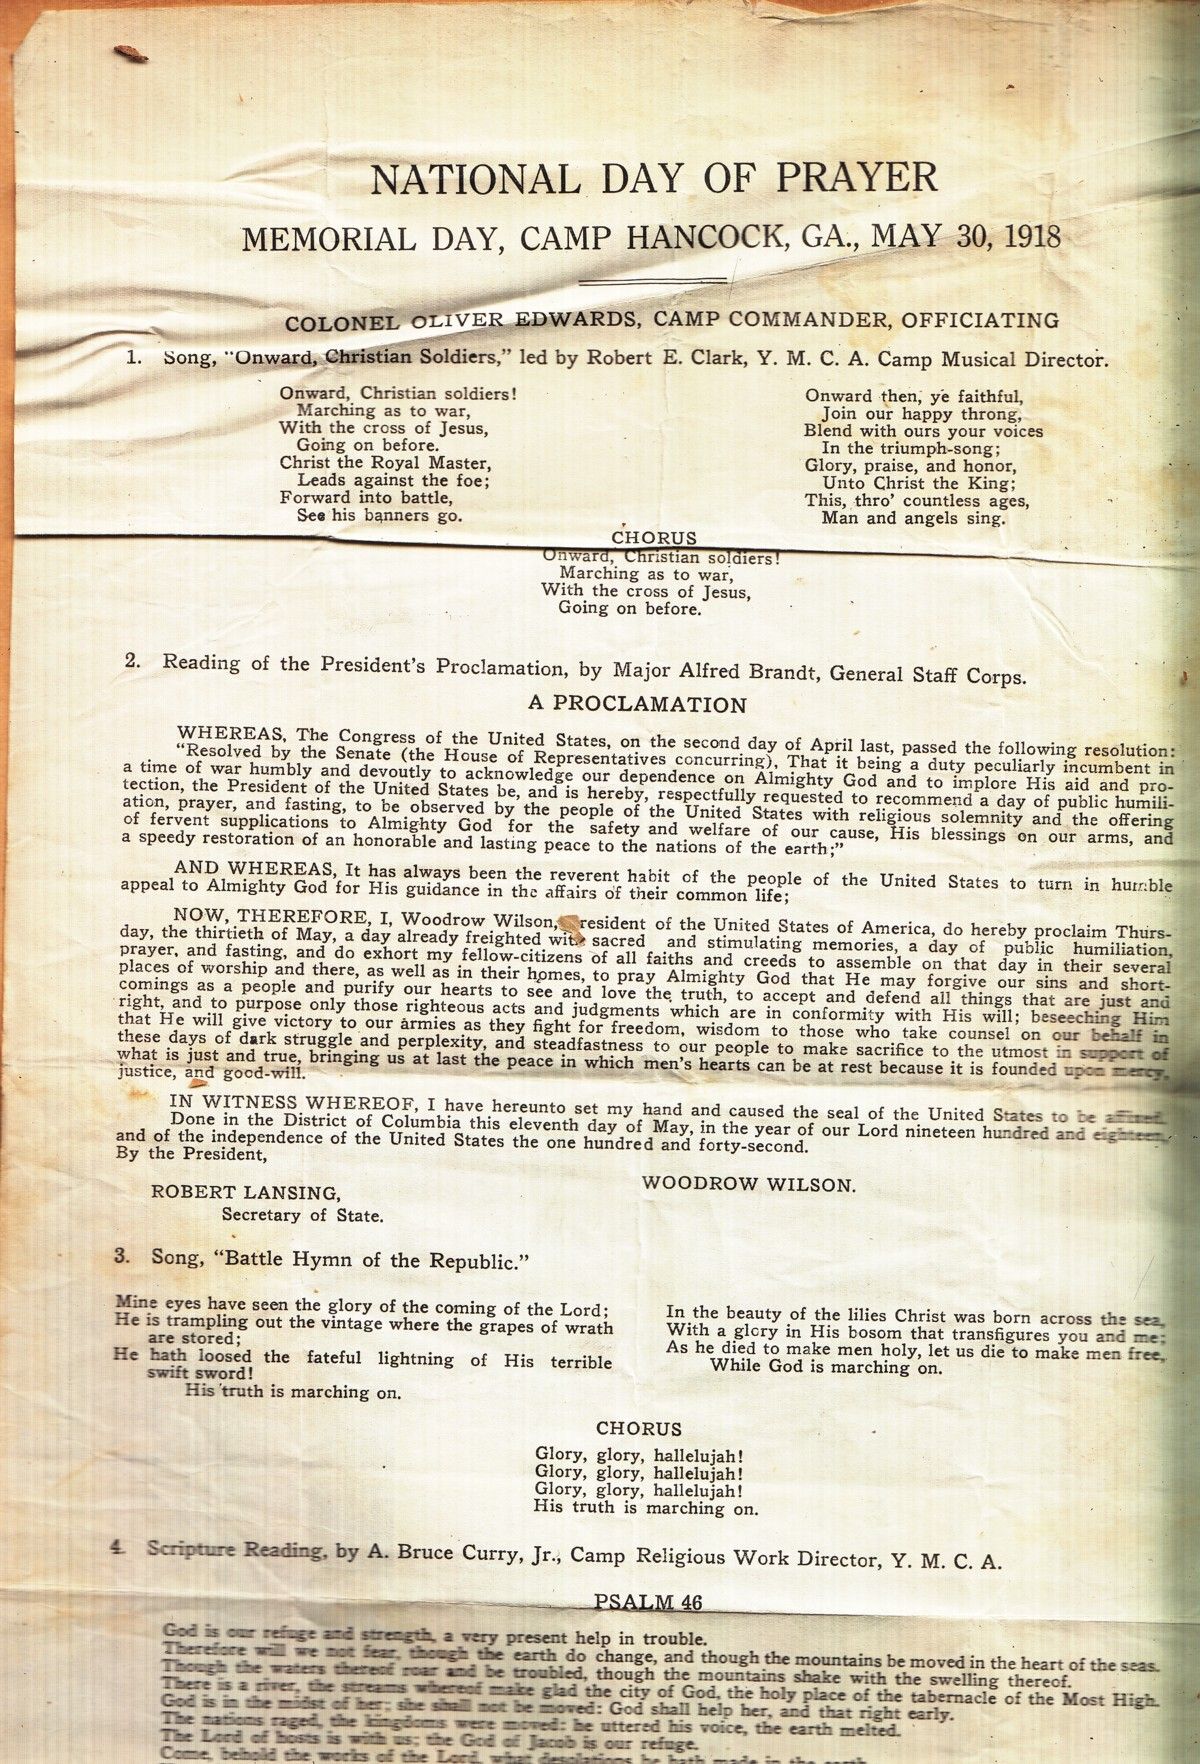 NATIONAL DAY OF PRAYER
MEMORIAL DAY, CAMP HANCOCK, GA., MAY 30, 1918
COLONEL OLIVER EDWARDS, CAMP COMMANDER, OFFICIATING
1. Song, "Onward, Christian Soldiers," led by Robert E. Clark, Y. M. C. A. Camp Musical Director.
Onward, Christian soldiers!
Marching as to war,
With the cross of Jesus,
Going on before.
Christ the Royal Master,
Leads against the foe;
Forward into battle,
See his banners go.
Onward then, ye faithful,
Join our happy throng,
Blend with ours your voices
In the triumph-song;
Glory, praise, and honor,
Unto Christ the King;
This, thro' countless ages,
Man and angels sing.
CHORUS
Onward, Christian soldiers!
Marching as to war,
With the cross of Jesus,
Going on before.
2. Reading of the President's Proclamation, by Major Alfred Brandt, General Staff Corps.
A PROCLAMATION
WHEREAS, The Congress of the United States, on the second day of April last, passed the following resolution:
"Resolved by the Senate (the House of Representatives concurring), That it being a duty peculiarly incumbent in
a time of war humbly and devoutly to acknowledge our dependence on Almighty God and to implore His aid and pro-
tection, the President of the United States be, and is hereby, respectfully requested to recommend a day of public humili-
ation, prayer, and fasting, to be observed by the people of the United States with religious solemnity and the offering
of fervent supplications to Almighty God for the safety and welfare of our cause, His blessings on our arms, and
a speedy restoration of an honorable and lasting peace to the nations of the earth;"
AND WHEREAS, It has always been the reverent habit of the people of the United States to turn in humble
appeal to Almighty God for His guidance in the affairs of their common life;
NOW, THEREFORE, I, Woodrow Wilson, resident of the United States of America, do hereby proclaim Thurs-
day, the thirtieth of May, a day already freighted with sacred and stimulating memories, a day of public humiliation,
prayer, and fasting, and do exhort my fellow-citizens of all faiths and creeds to assemble on that day in their several
places of worship and there, as well as in their homes, to pray Almighty God that He may forgive our sins and short-
comings as a people and purify our hearts to see and love the truth, to accept and defend all things that are just and
right, and to purpose only those righteous acts and judgments which are in conformity with His will; beseeching Him
that He will give victory to our armies as they fight for freedom, wisdom to those who take counsel on our behalf in
these days of dark struggle and perplexity, and steadfastness to our people to make sacrifice to the utmost in support of
what is just and true, bringing us at last the peace in which men's hearts can be at rest because it is founded upon mercy,
justice, and good-will.
IN WITNESS WHEREOF, I have hereunto set my hand and caused the seal of the United States to be affixed.
Done in the District of Columbia this eleventh day of May, in the year of our Lord nineteen hundred and eighteen,
and of the independence of the United States the one hundred and forty-second.
By the President,
WOODROW WILSON.
ROBERT LANSING,
Secretary of State.
3. Song, "Battle Hymn of the Republic."
Mine eyes have seen the glory of the coming of the Lord;
He is trampling out the vintage where the grapes of wrath
are stored;
He hath loosed the fateful lightning of His terrible
swift sword!
His truth is marching on.
In the beauty of the lilies Christ was born across the sea,
With a glory in His bosom that transfigures you and me;
As he died to make men holy, let us die to make men free,
While God is marching on.
CHORUS
Glory, glory, hallelujah!
Glory, glory, hallelujah!
Glory, glory, hallelujah!
His truth is marching on.
4. Scripture Reading, by A. Bruce Curry, Jr., Camp Religious Work Director, Y. M. C. A.
PSALM 46
God is our refuge and strength, a very present help in trouble.
Therefore will we not fear, though the earth do change, and though the mountains be moved in the heart of the seas.
Though the waters thereof roar and be troubled, though the mountains shake with the swelling thereof.
There is a river, the streams whereof make glad the city of God, the holy place of the tabernacle of the Most High.
God is in the midst of her; she shall not be moved: God shall help her, and that right early.
The nations raged, the kingdoms were moved: he uttered his voice, the earth melted.
The Lord of hosts is with us; the God of Jacob is our refuge.
Come, behold the works of the Lord, what desolations he hath made in the earth.